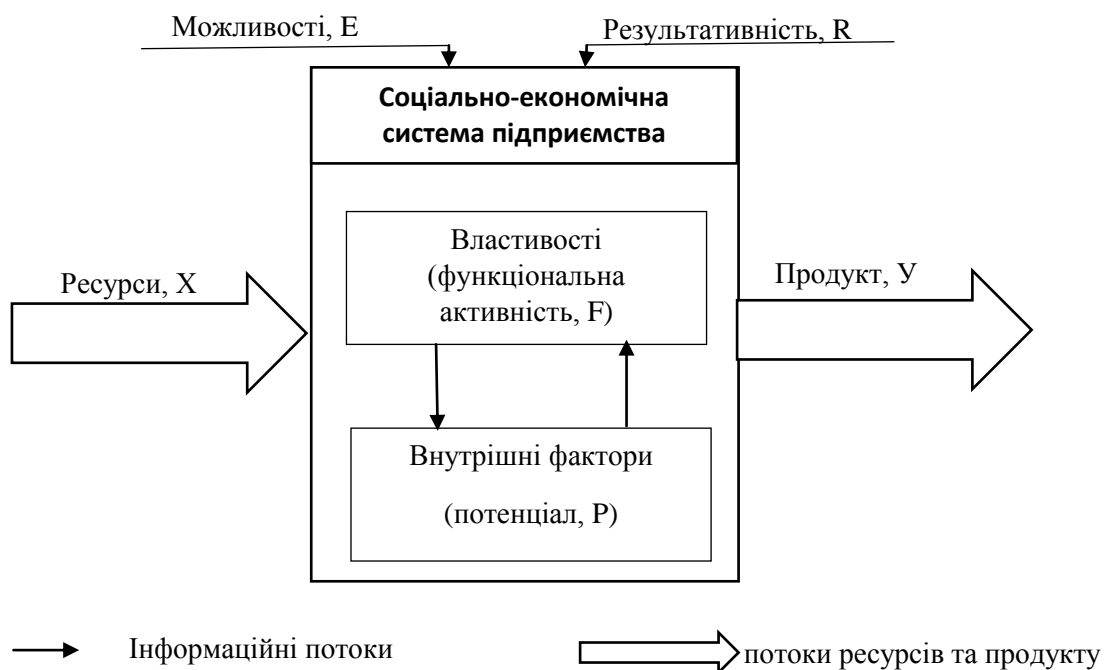 Можливості, Е
Результативність, R
Соціально-економічна
система підприємства
Властивості
(функціональна
активність, F)
Ресурси, Х
Продукт, У
Внутрішні фактори
(потенціал, Р)
Інформаційні потоки
потоки ресурсів та продукту